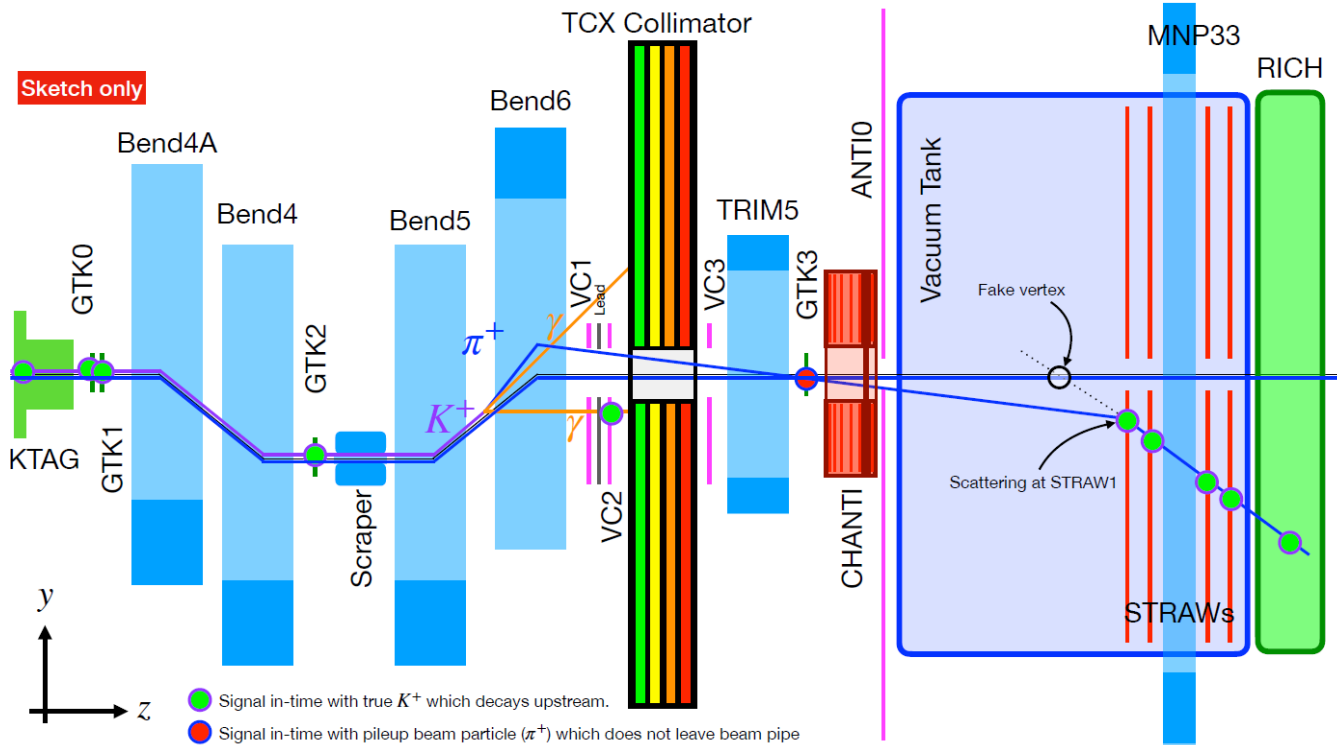 TCX Collimator
MNP33
RICH
Sketch only
Bend6
Bend4A
Bend4
Bend5
TRIM5
ANTI0
Vacuum Tank
GTK0
GTK1
GTK2
VC1
Lead
VC3
GTK3
Fake vertex
π⁺
γ
K⁺
γ
KTAG
Scraper
VC2
CHANTI
Scattering at STRAW1
STRAWs
y
z
Signal in-time with true K⁺ which decays upstream.
Signal in-time with pileup beam particle (π⁺) which does not leave beam pipe